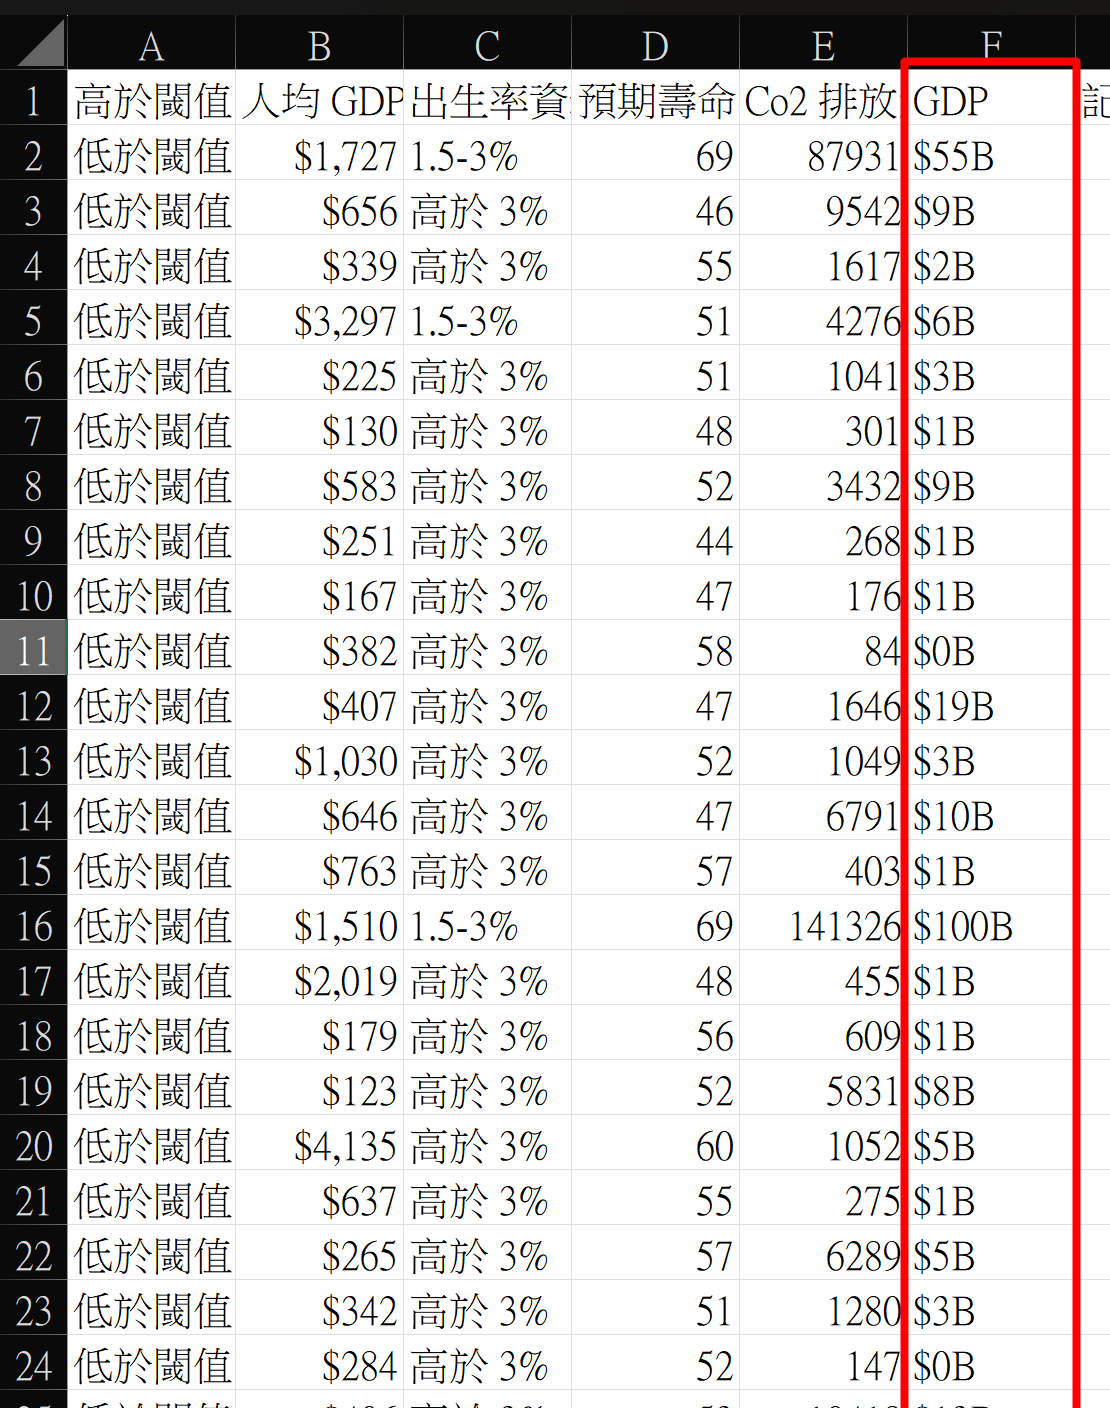 A B C D E F
1 高於閾值 人均 GDP 出生率資 預期壽命 Co2 排放 GDP 記
2 低於閾值 $1,727 1.5-3% 69 87931 $55B
3 低於閾值 $656 高於 3% 46 9542 $9B
4 低於閾值 $339 高於 3% 55 1617 $2B
5 低於閾值 $3,297 1.5-3% 51 4276 $6B
6 低於閾值 $225 高於 3% 51 1041 $3B
7 低於閾值 $130 高於 3% 48 301 $1B
8 低於閾值 $583 高於 3% 52 3432 $9B
9 低於閾值 $251 高於 3% 44 268 $1B
10 低於閾值 $167 高於 3% 47 176 $1B
11 低於閾值 $382 高於 3% 58 84 $0B
12 低於閾值 $407 高於 3% 47 1646 $19B
13 低於閾值 $1,030 高於 3% 52 1049 $3B
14 低於閾值 $646 高於 3% 47 6791 $10B
15 低於閾值 $763 高於 3% 57 403 $1B
16 低於閾值 $1,510 1.5-3% 69 141326 $100B
17 低於閾值 $2,019 高於 3% 48 455 $1B
18 低於閾值 $179 高於 3% 56 609 $1B
19 低於閾值 $123 高於 3% 52 5831 $8B
20 低於閾值 $4,135 高於 3% 60 1052 $5B
21 低於閾值 $637 高於 3% 55 275 $1B
22 低於閾值 $265 高於 3% 57 6289 $5B
23 低於閾值 $342 高於 3% 51 1280 $3B
24 低於閾值 $284 高於 3% 52 147 $0B